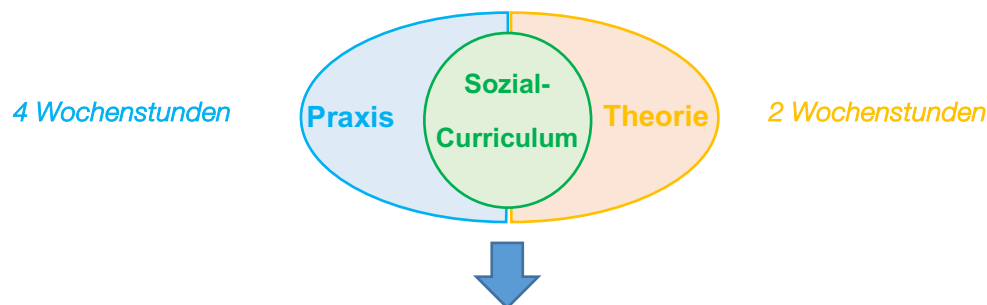 Sozial-
4 Wochenstunden
Praxis
Theorie
2 Wochenstunden
Curriculum